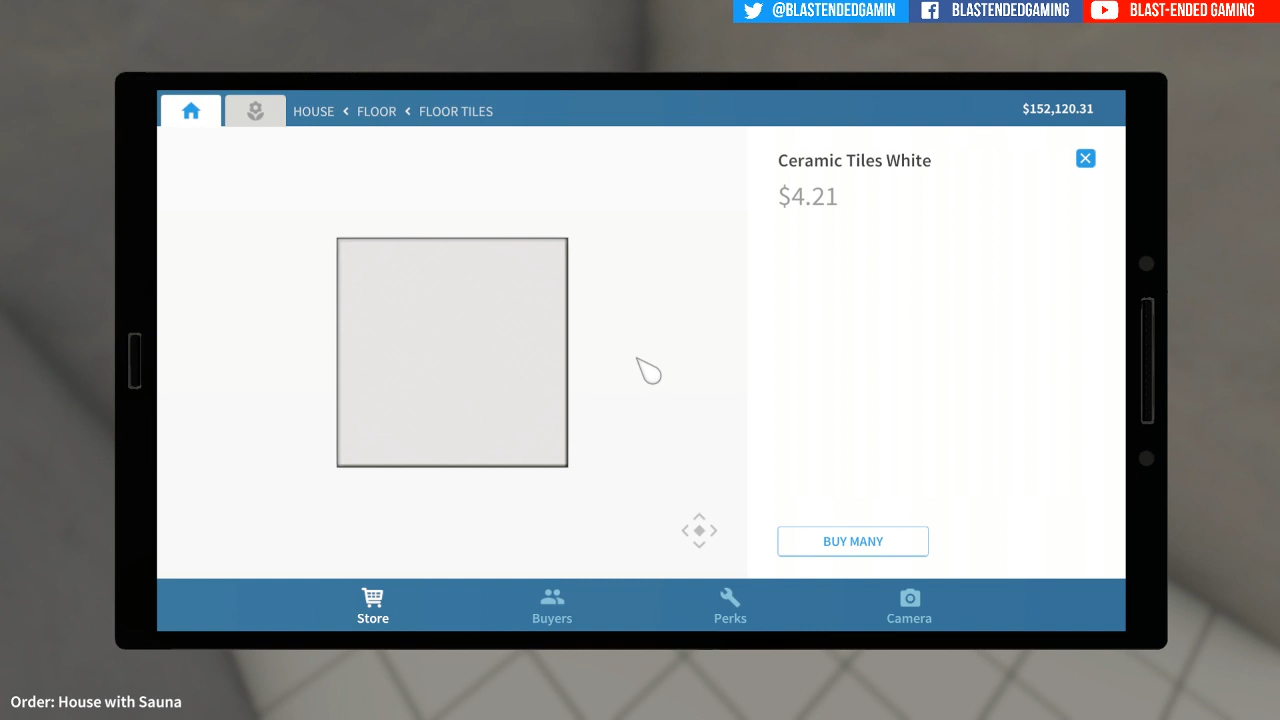 @BLASTENDEDGAMIN
BLASTENDEDGAMING
BLAST-ENDED GAMING
HOUSE < FLOOR < FLOOR TILES
$152,120.31
Ceramic Tiles White
$4.21
BUY MANY
Store
Buyers
Perks
Camera
Order: House with Sauna